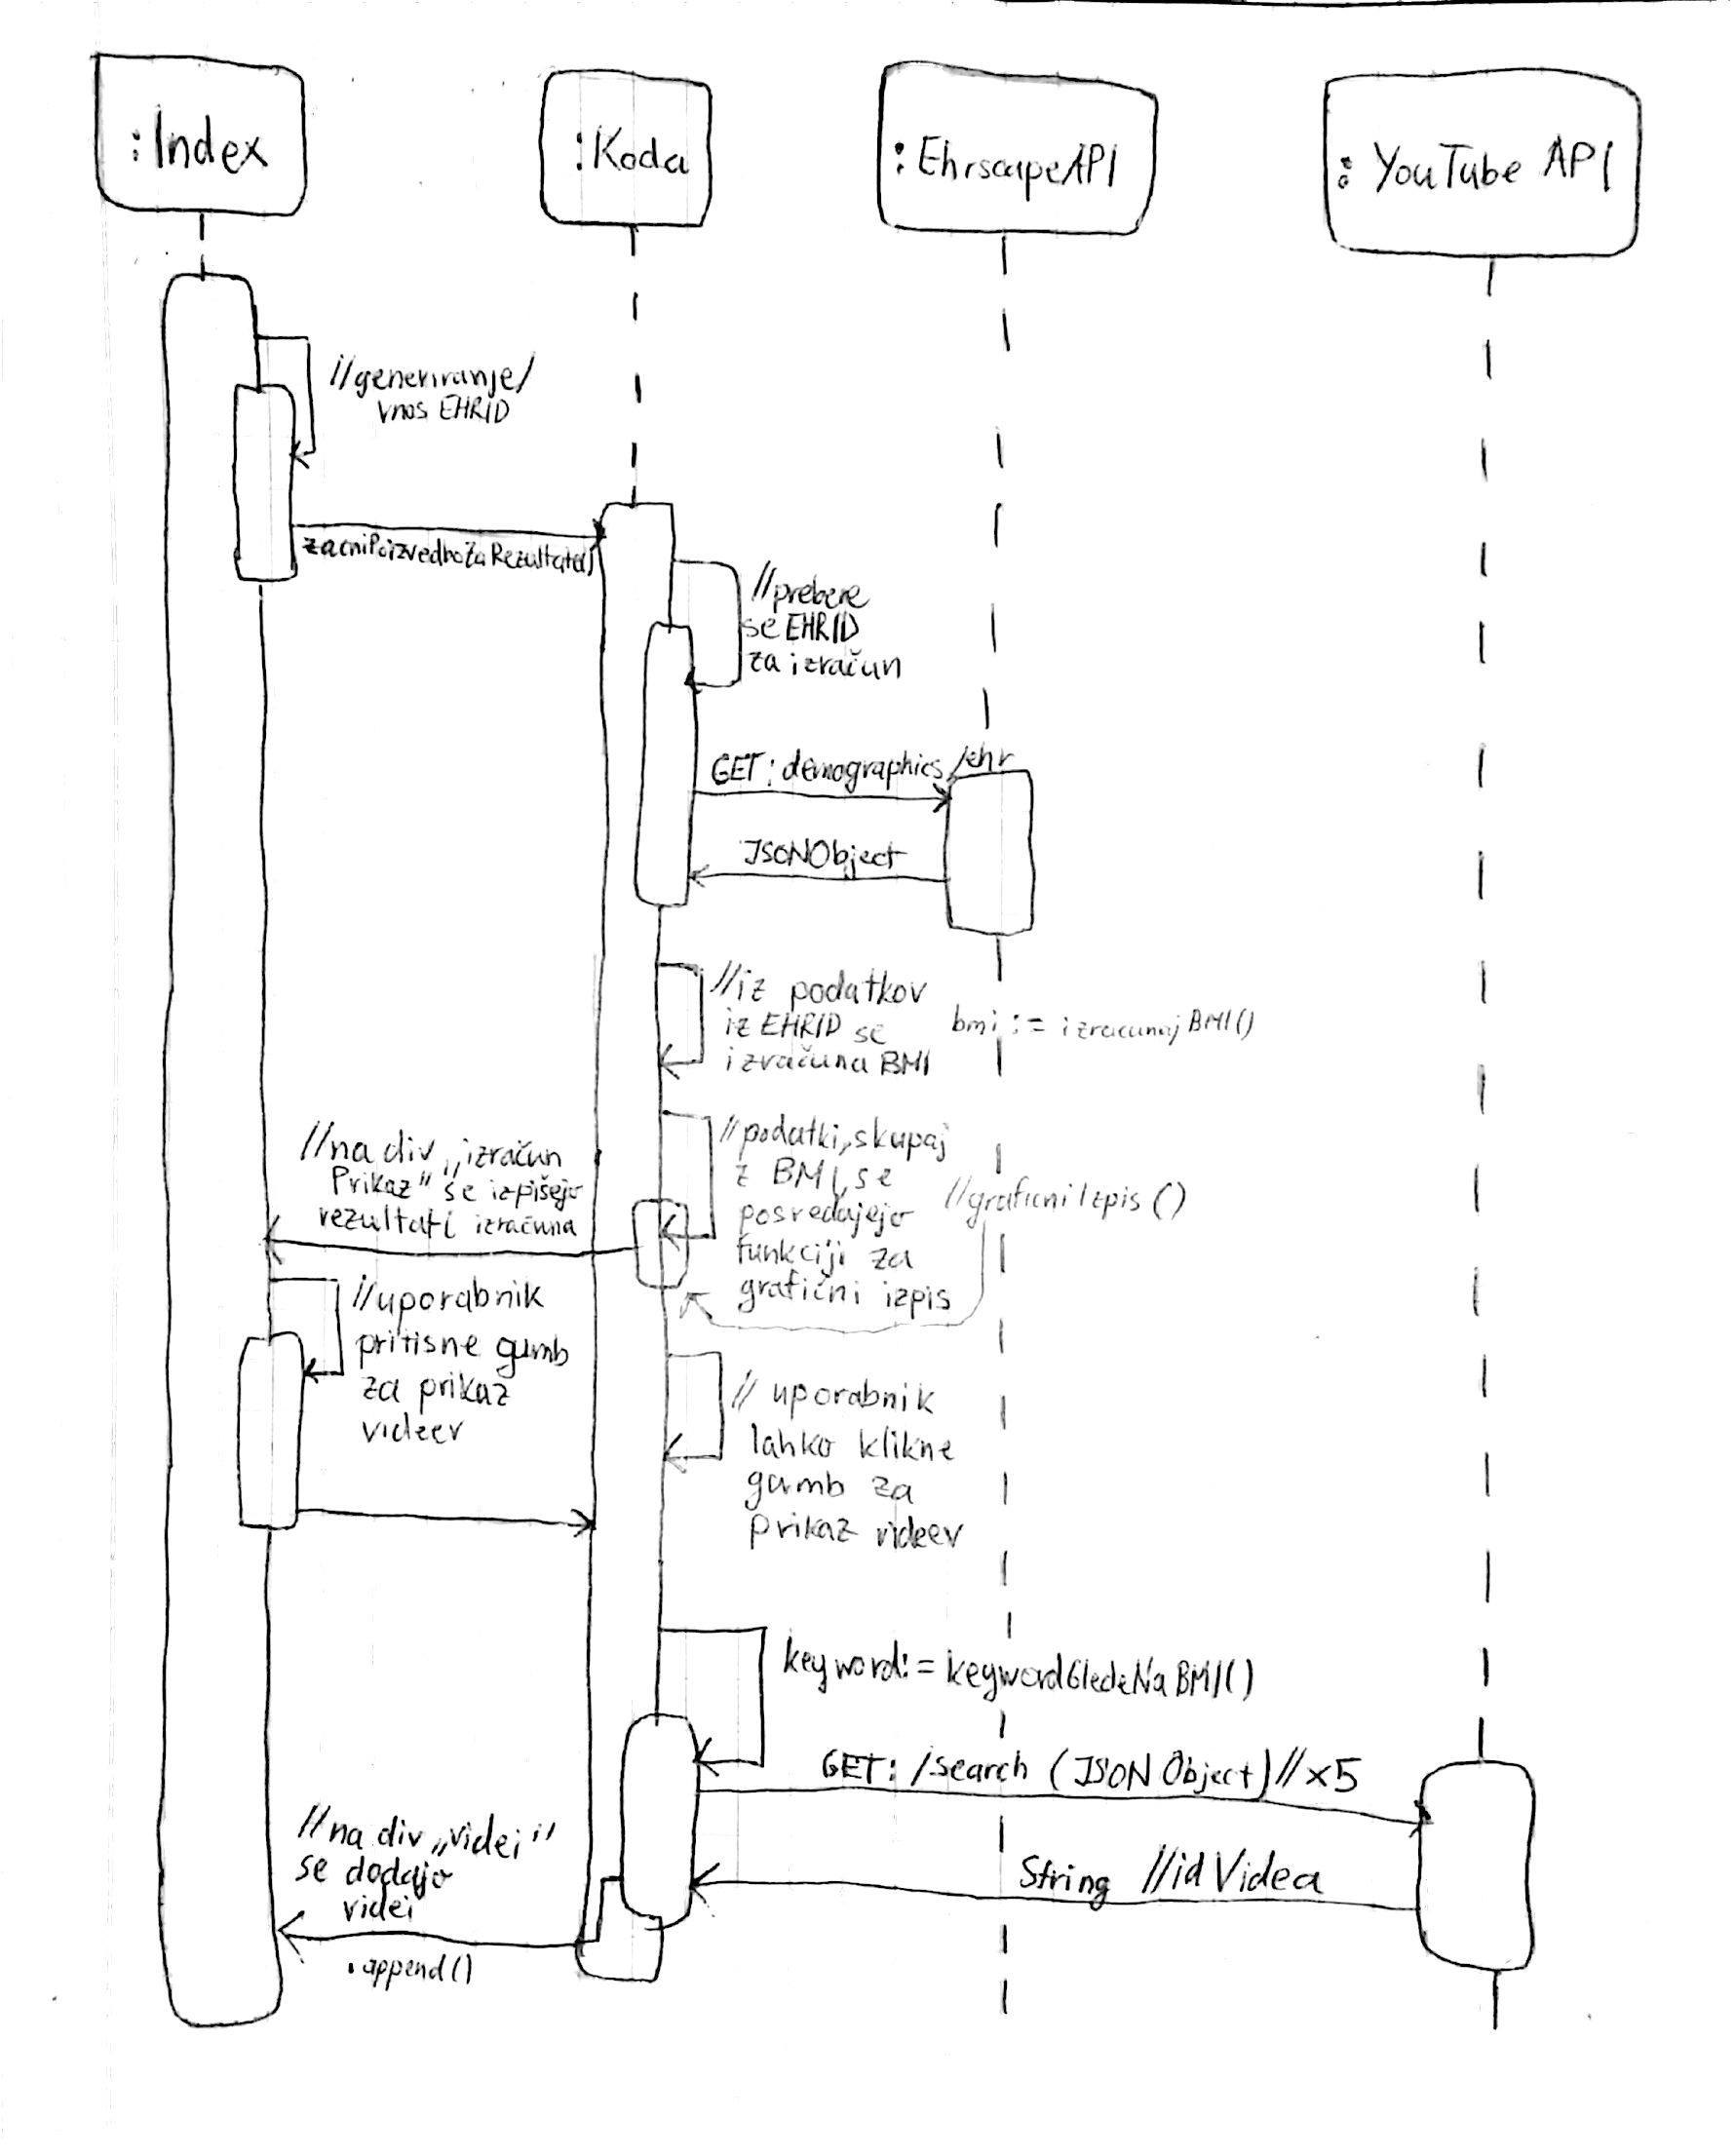 :Index
:Koda
:EhrscapeAPI
: YouTube API
//generiranje/
vnos EHRID
zacniPoizvedboZaRezultate()
//prebere
se EHRID
za izračun
GET: demographics/ehr
JSONObject
//iz podatkov
iz EHRID se
izračuna BMI
bmi := izracunaj BMI()
//na div „izračun
Prikaz" se izpišejo
rezultati izračuna
//podatki, skupaj
z BMI, se
posredajejo
funkciji za
grafični izpis
//graficniIzpis()
//uporabnik
pritisne gumb
za prikaz
videev
// uporabnik
lahko klikne
gumb za
prikaz videev
keyword:= keywordGledeNaBMI()
GET: /search (JSON Object) // x5
String //idVidea
//na div „videi"
se dodajo
videi
.append()